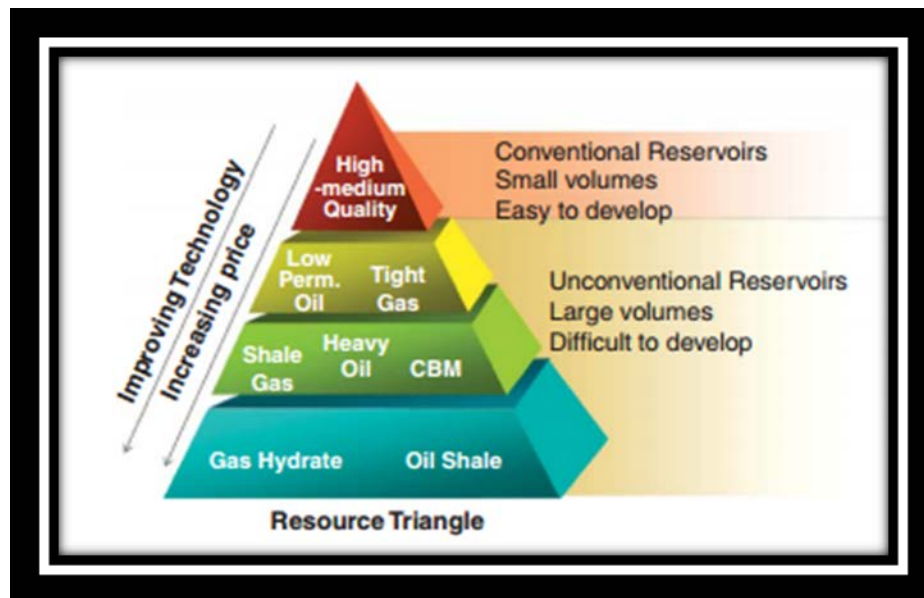 Improving Technology
Increasing price
High
-medium
Quality
Conventional Reservoirs
Small volumes
Easy to develop
Low
Perm.
Oil
Tight
Gas
Unconventional Reservoirs
Large volumes
Difficult to develop
Shale
Gas
Heavy
Oil
CBM
Gas Hydrate
Oil Shale
Resource Triangle